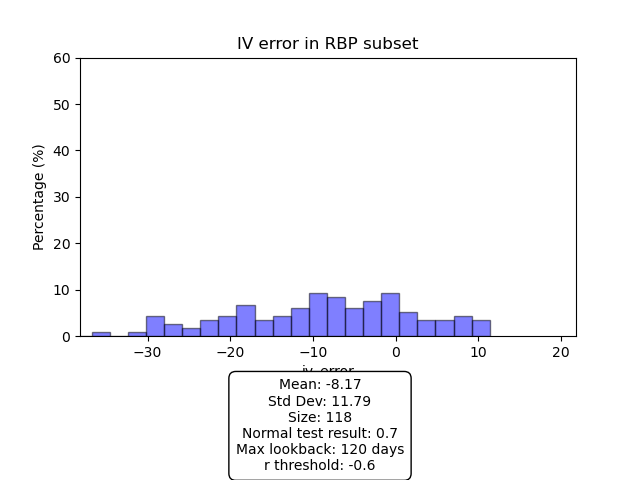 IV error in RBP subset
60
50
40
30
20
10
0
Percentage (%)
−30
−20
−10
0
10
20
iv_error
Mean: -8.17
Std Dev: 11.79
Size: 118
Normal test result: 0.7
Max lookback: 120 days
r threshold: -0.6